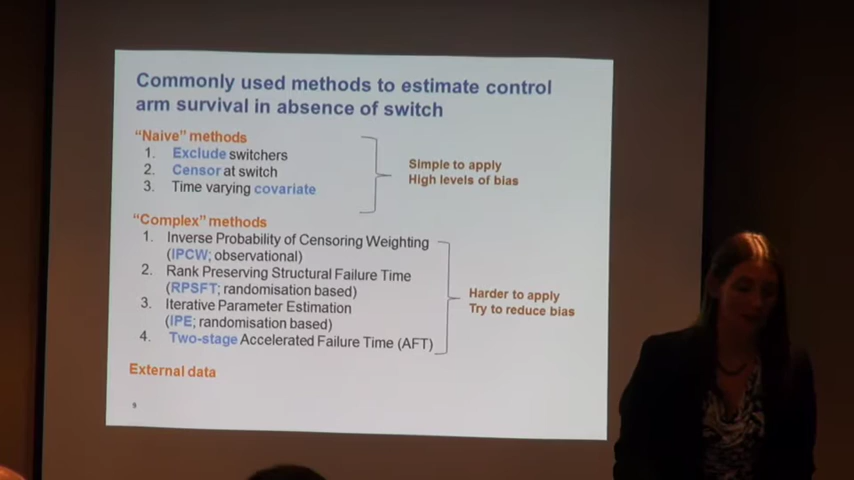 Commonly used methods to estimate control
arm survival in absence of switch
“Naive” methods
1. Exclude switchers
2. Censor at switch
3. Time varying covariate
Simple to apply
High levels of bias
“Complex” methods
1. Inverse Probability of Censoring Weighting
(IPCW; observational)
2. Rank Preserving Structural Failure Time
(RPSFT; randomisation based)
3. Iterative Parameter Estimation
(IPE; randomisation based)
4. Two-stage Accelerated Failure Time (AFT)
Harder to apply
Try to reduce bias
External data
9